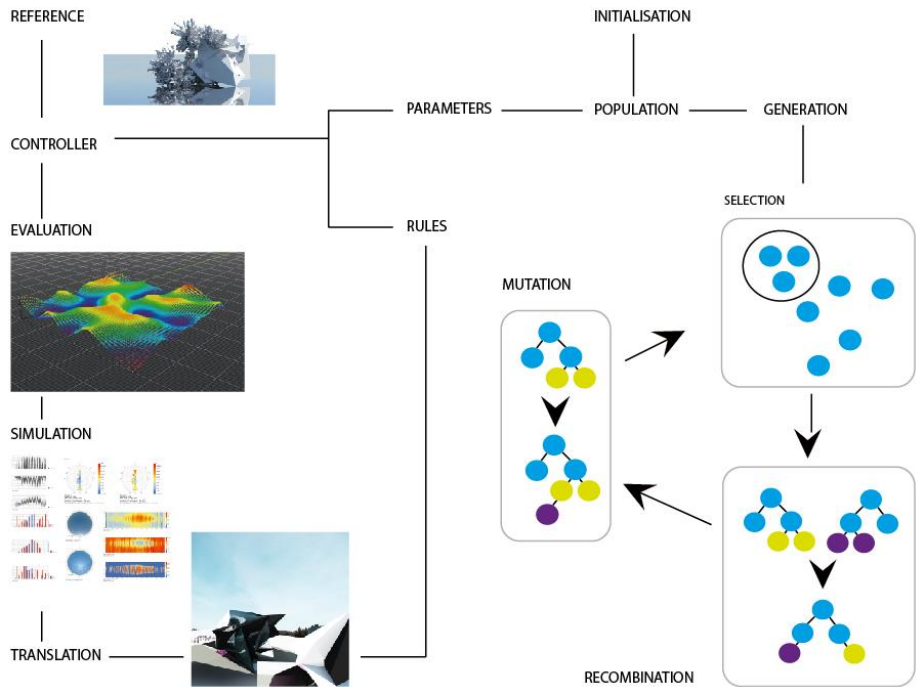 REFERENCE
INITIALISATION
PARAMETERS
POPULATION
GENERATION
CONTROLLER
SELECTION
EVALUATION
RULES
MUTATION
SIMULATION
TRANSLATION
RECOMBINATION